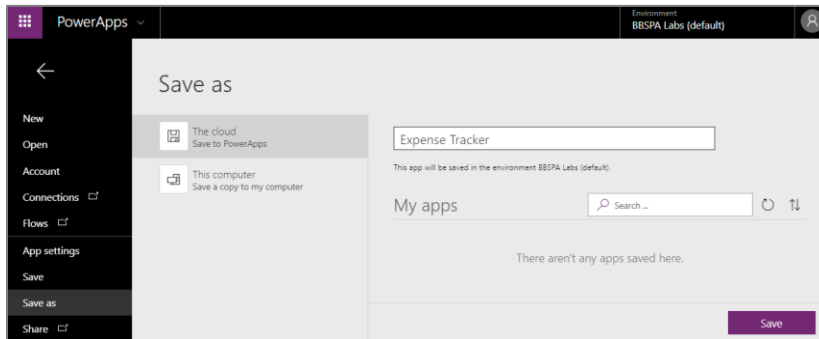 PowerApps
Environment
BBSPA Labs (default)
Save as
New
Open
Account
Connections
Flows
App settings
Save
Save as
Share
The cloud
Save to PowerApps
This computer
Save a copy to my computer
Expense Tracker
This app will be saved in the environment BBSPA Labs (default).
My apps
Search ...
There aren't any apps saved here.
Save